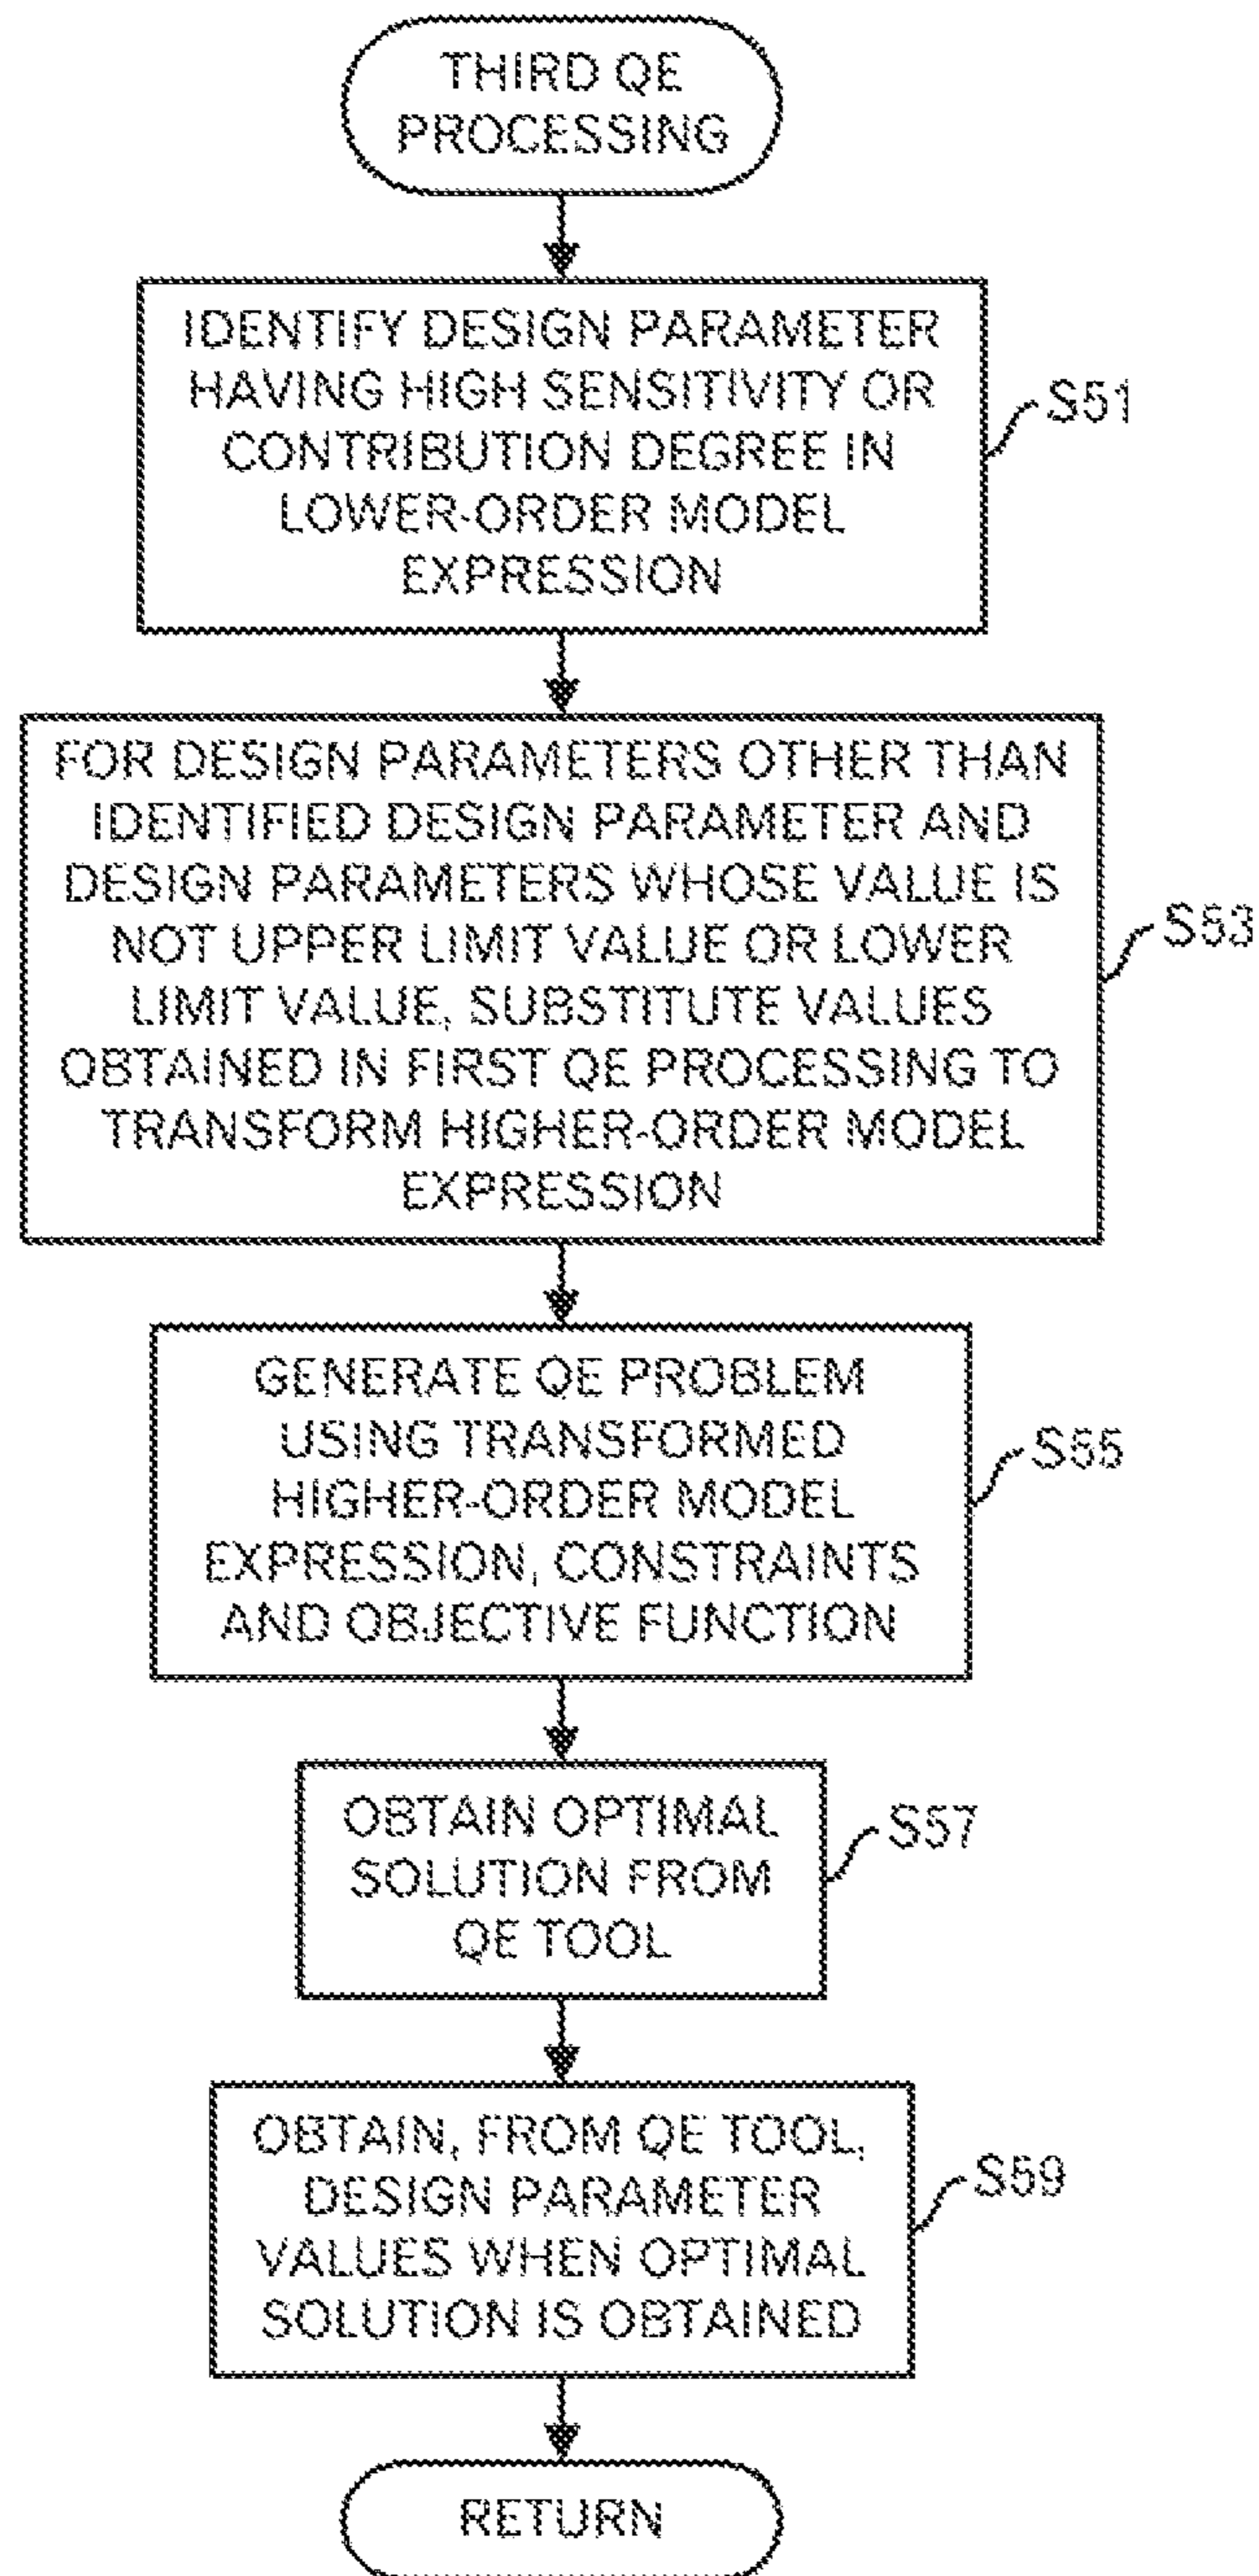 THIRD QE
PROCESSING
IDENTIFY DESIGN PARAMETER
HAVING HIGH SENSITIVITY OR
CONTRIBUTION DEGREE IN
LOWER-ORDER MODEL
EXPRESSION
S51
FOR DESIGN PARAMETERS OTHER THAN
IDENTIFIED DESIGN PARAMETER AND
DESIGN PARAMETERS WHOSE VALUE IS
NOT UPPER LIMIT VALUE OR LOWER
LIMIT VALUE, SUBSTITUTE VALUES
OBTAINED IN FIRST QE PROCESSING TO
TRANSFORM HIGHER-ORDER MODEL
EXPRESSION
S53
GENERATE QE PROBLEM
USING TRANSFORMED
HIGHER-ORDER MODEL
EXPRESSION, CONSTRAINTS
AND OBJECTIVE FUNCTION
S55
OBTAIN OPTIMAL
SOLUTION FROM
QE TOOL
S57
OBTAIN, FROM QE TOOL,
DESIGN PARAMETER
VALUES WHEN OPTIMAL
SOLUTION IS OBTAINED
S59
RETURN